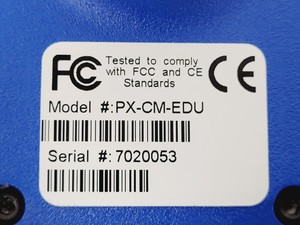 FC Tested to comply
with FCC and CE
Standards
CE
Model #:PX-CM-EDU
Serial #: 7020053